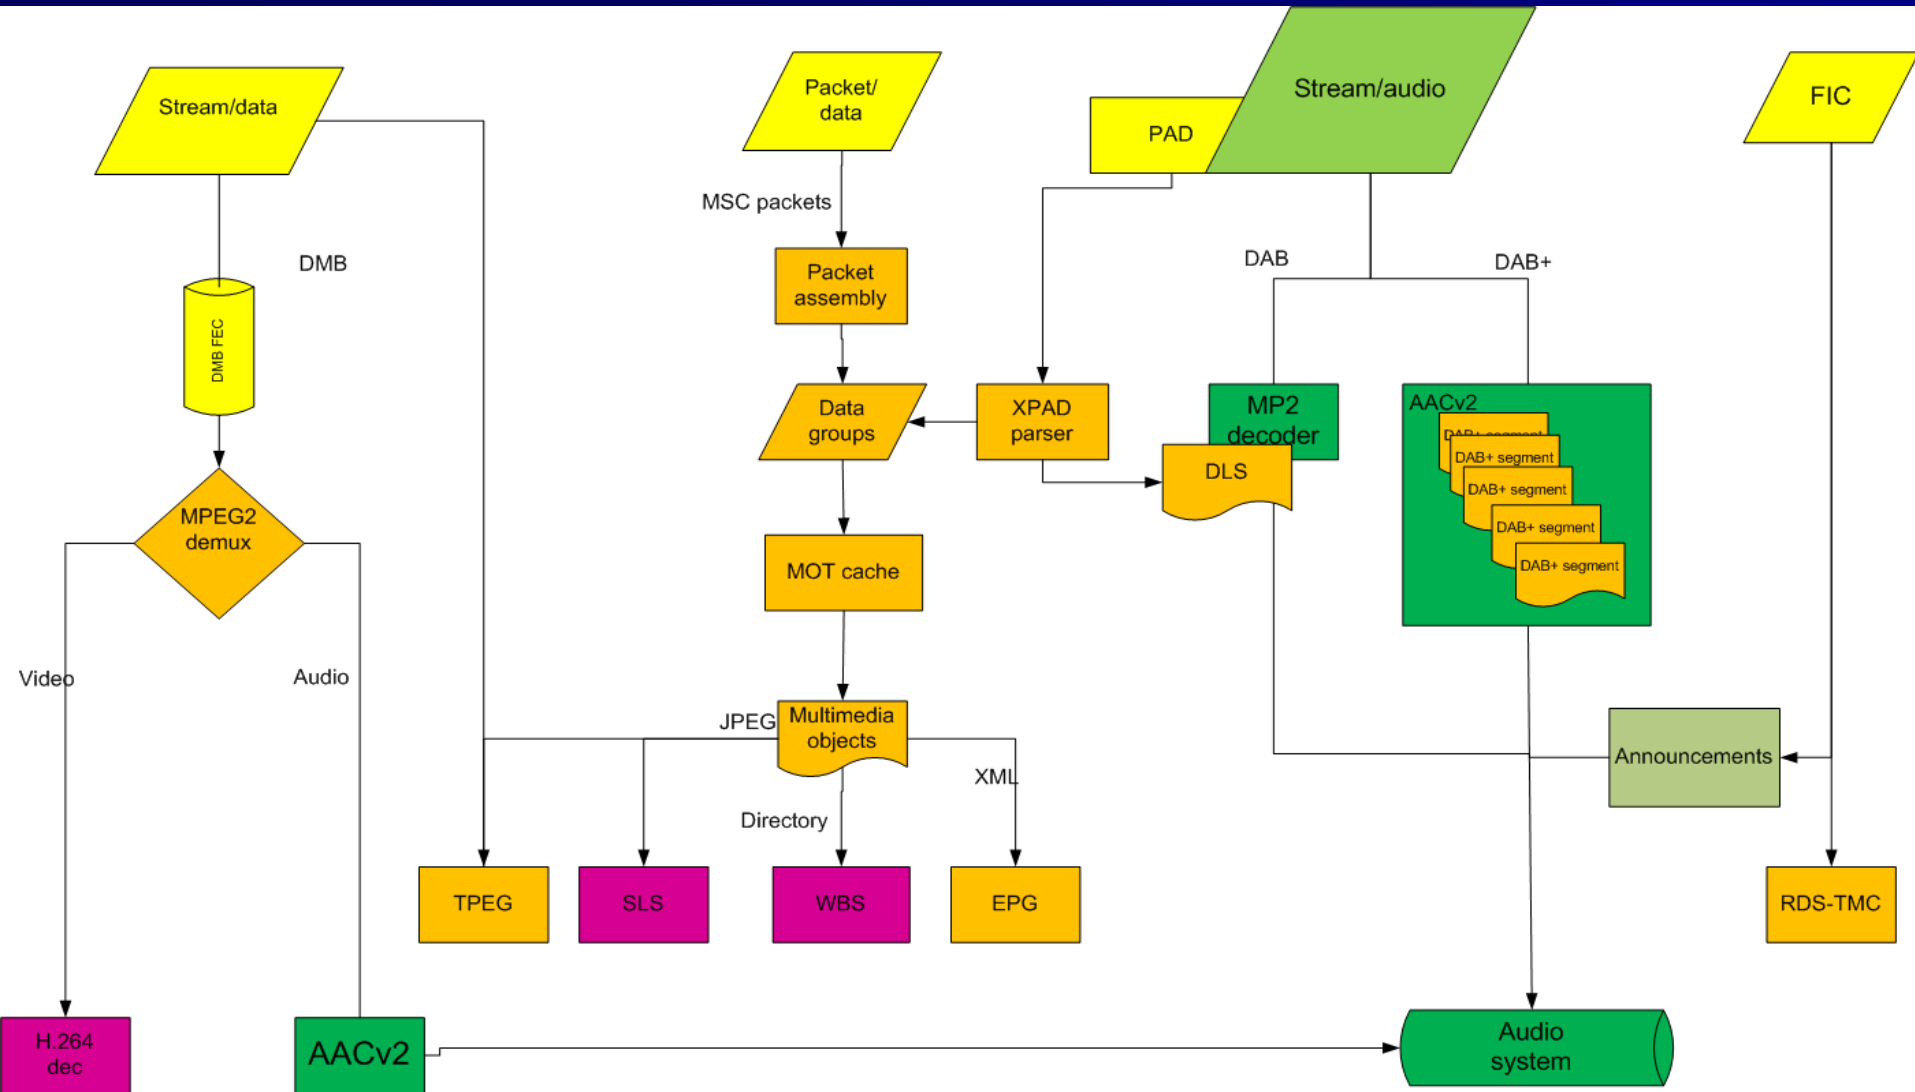 Stream/data
Packet/
data
PAD
Stream/audio
FIC
MSC packets
DMB
DAB
DAB+
Packet
assembly
DMB FEC
Data
groups
XPAD
parser
MP2
decoder
DLS
AACv2
DAB+ segment
DAB+ segment
DAB+ segment
DAB+ segment
DAB+ segment
MPEG2
demux
MOT cache
Video
Audio
JPEG
Multimedia
objects
XML
Directory
Announcements
TPEG
SLS
WBS
EPG
RDS-TMC
H.264
dec
AACv2
Audio
system